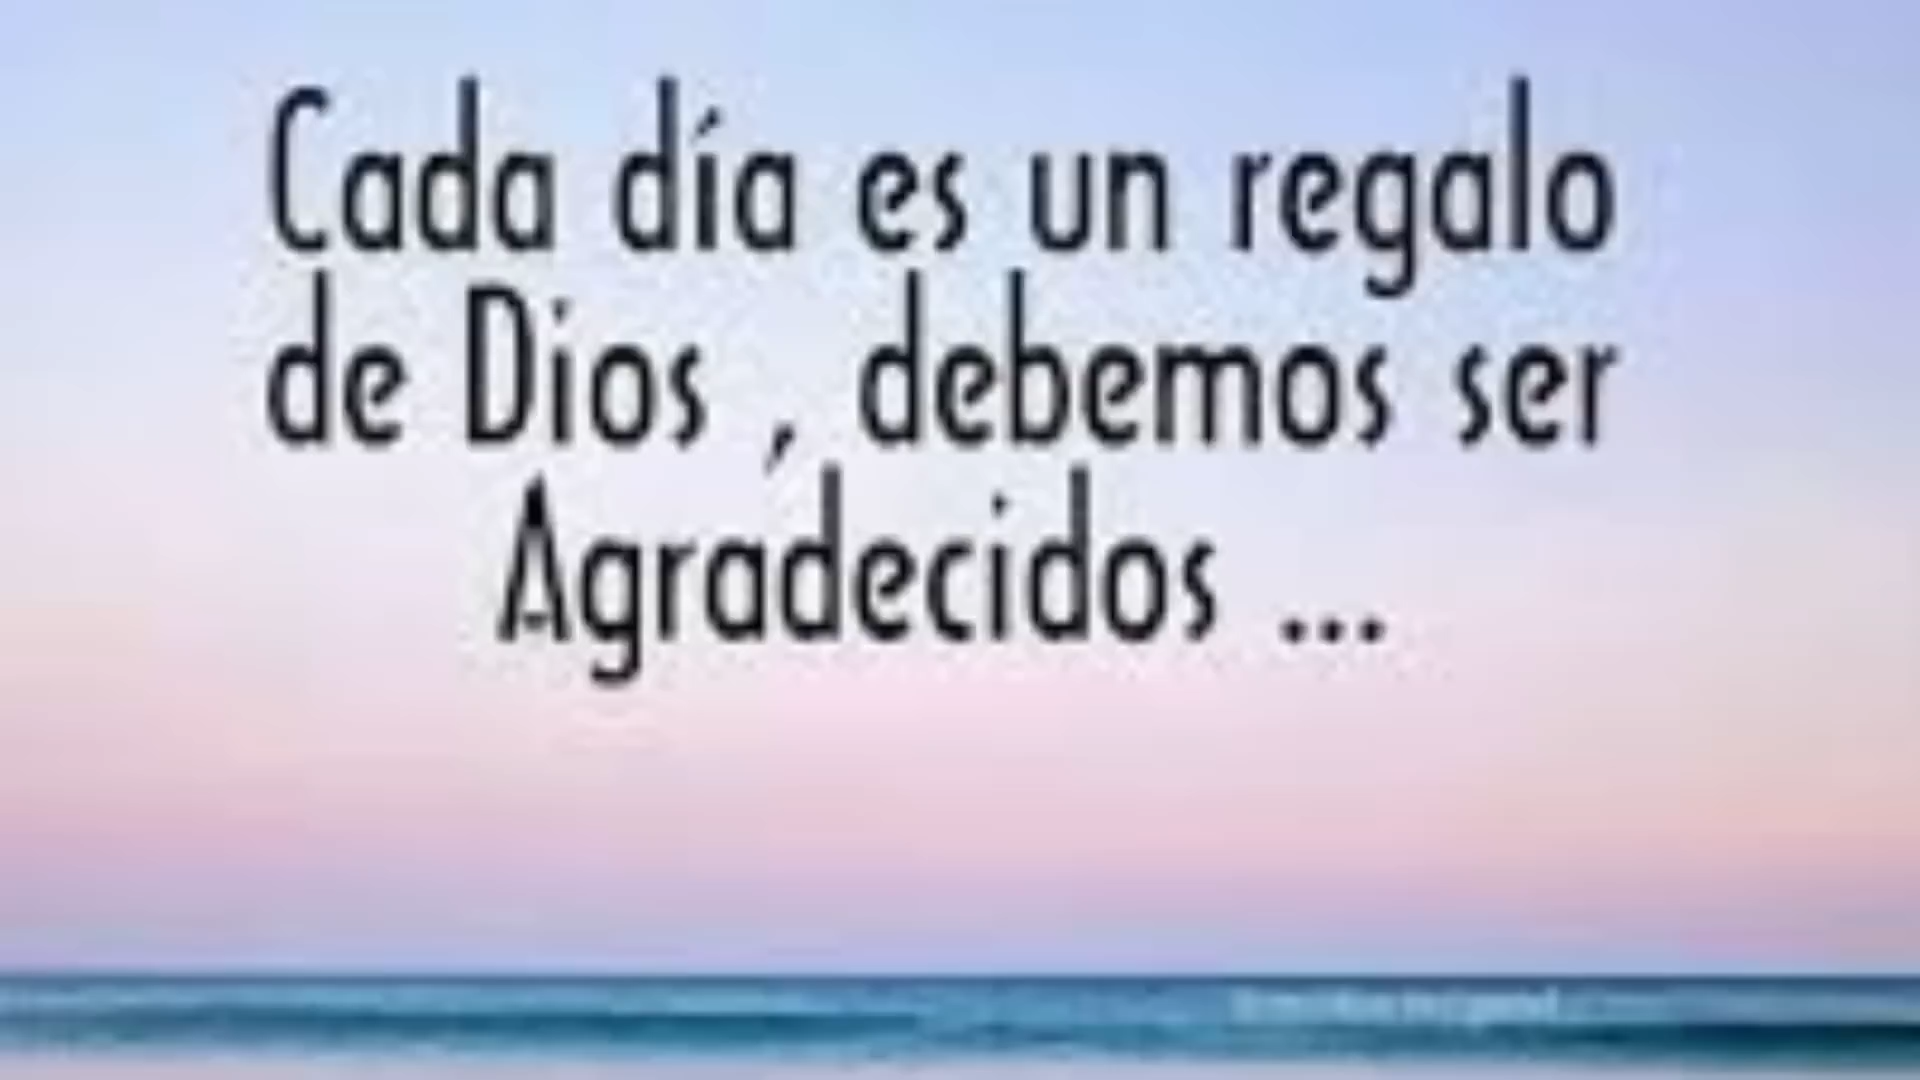 Cada día es un regalo
de Dios , debemos ser
Agradecidos ...